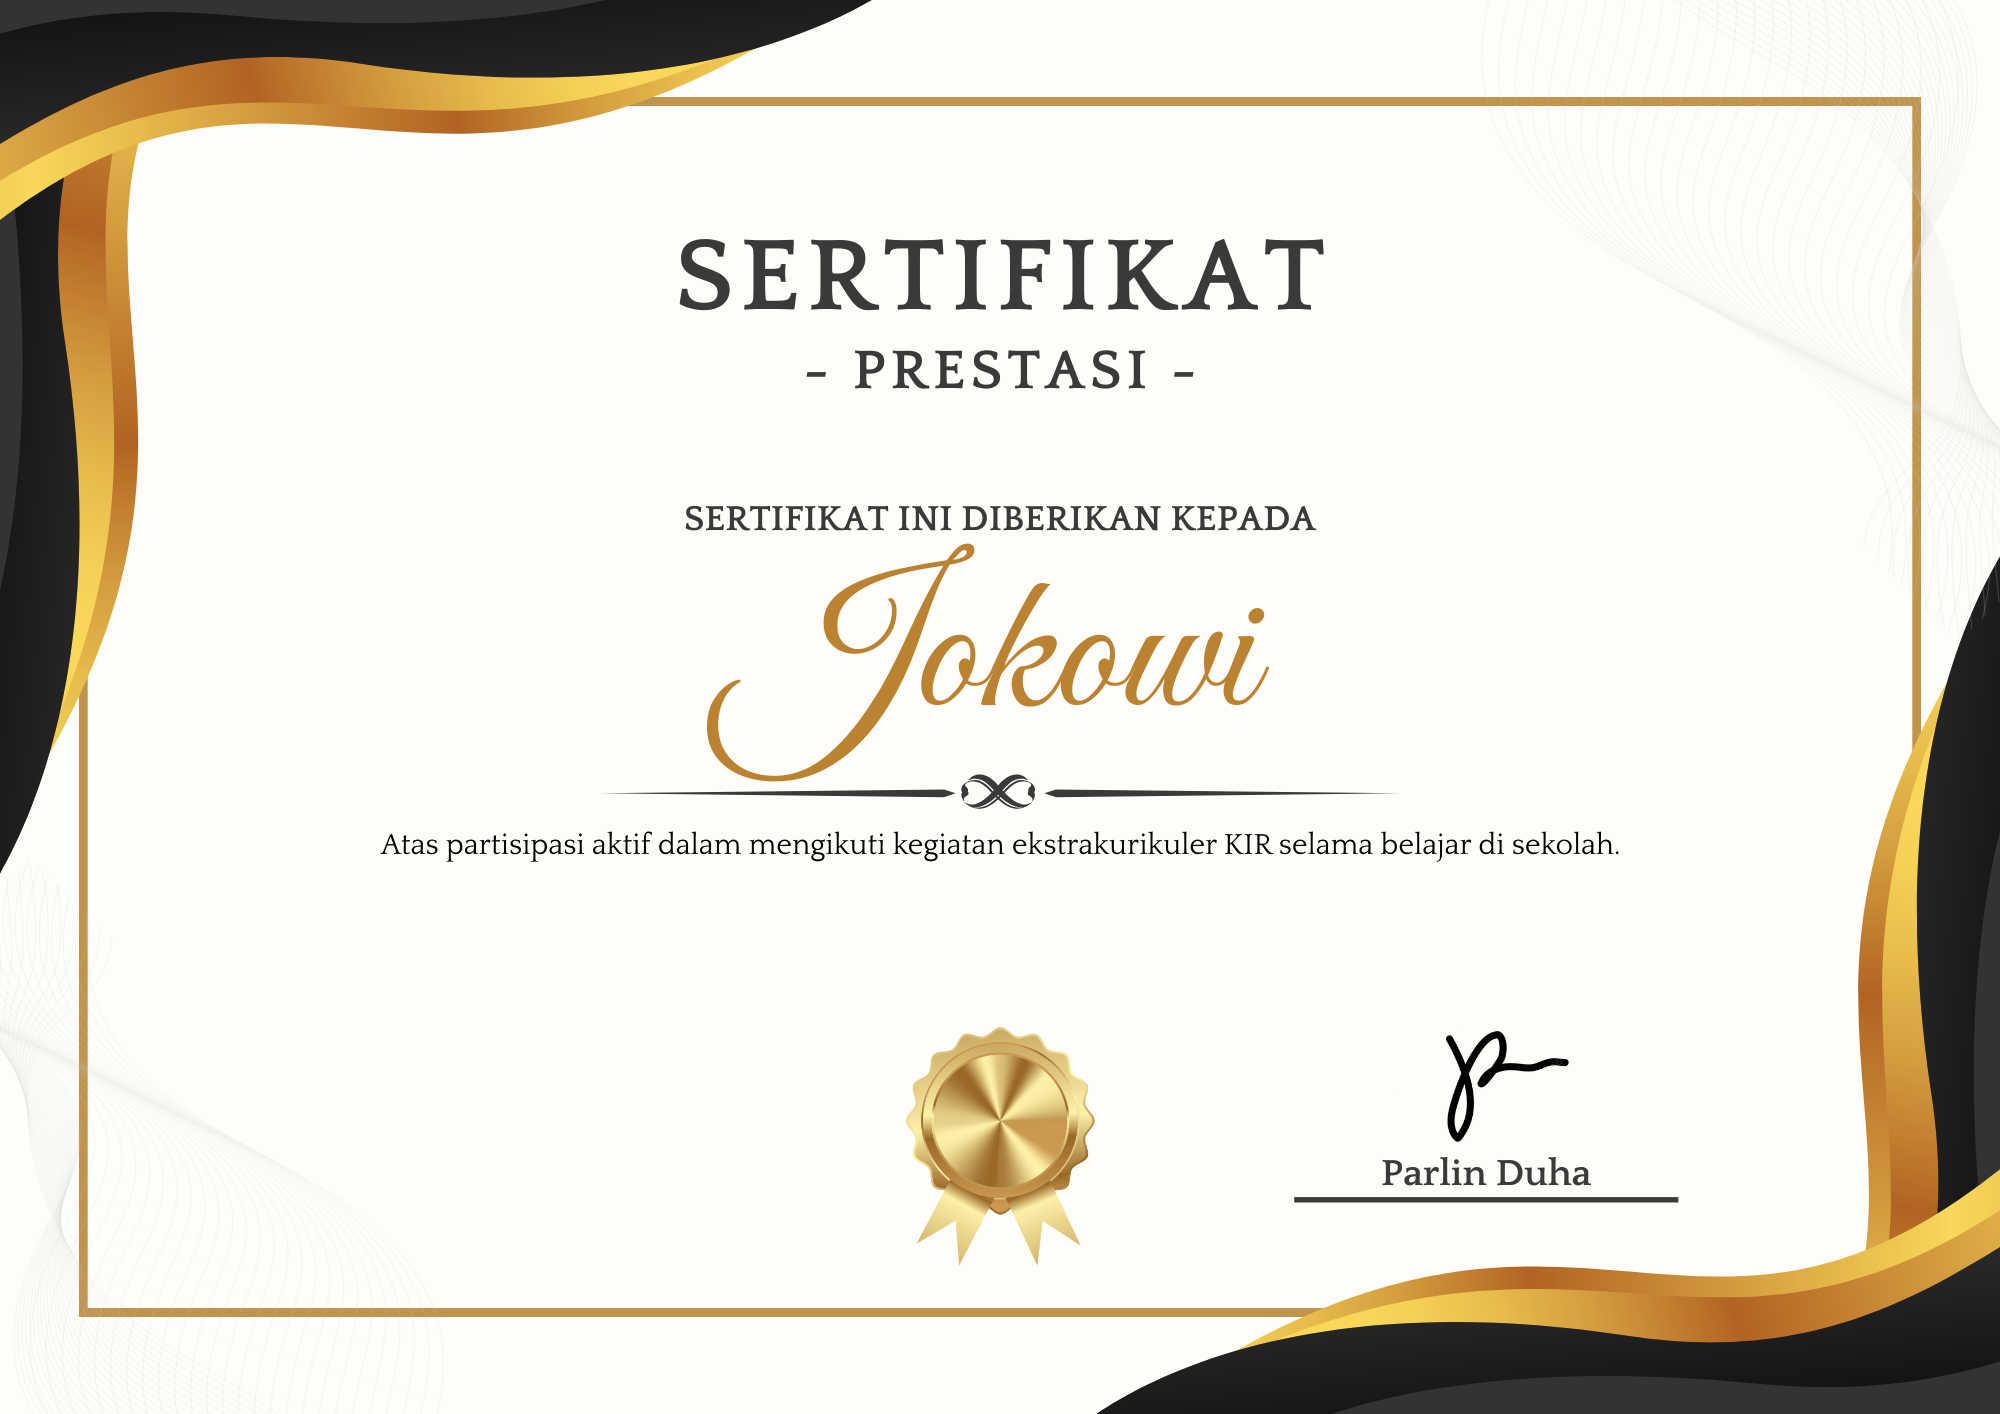 SERTIFIKAT
- PRESTASI -
SERTIFIKAT INI DIBERIKAN KEPADA
Jokowi
Atas partisipasi aktif dalam mengikuti kegiatan ekstrakurikuler KIR selama belajar di sekolah.
Parlin Duha